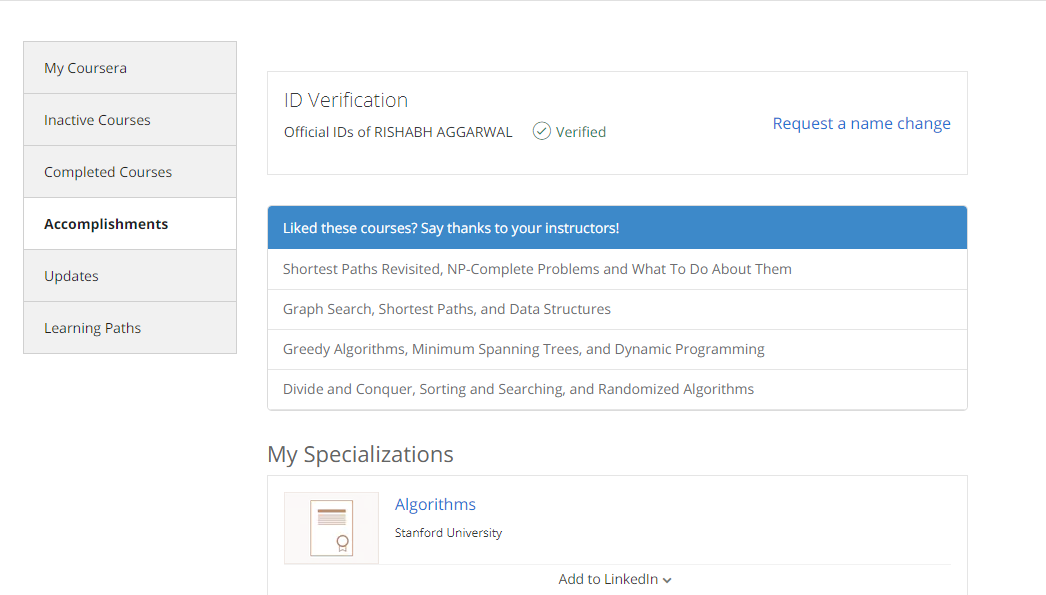 My Coursera
Inactive Courses
Completed Courses
Accomplishments
Updates
Learning Paths
ID Verification
Official IDs of RISHABH AGGARWAL Verified
Request a name change
Liked these courses? Say thanks to your instructors!
Shortest Paths Revisited, NP-Complete Problems and What To Do About Them
Graph Search, Shortest Paths, and Data Structures
Greedy Algorithms, Minimum Spanning Trees, and Dynamic Programming
Divide and Conquer, Sorting and Searching, and Randomized Algorithms
My Specializations
Algorithms
Stanford University
Add to LinkedIn